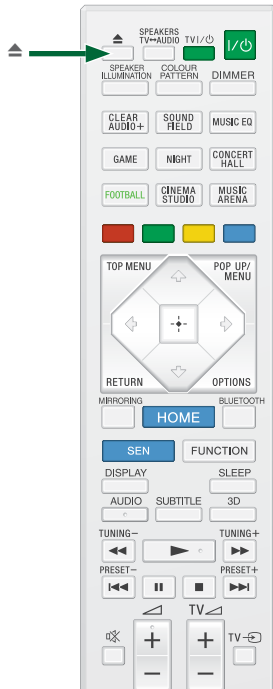 SPEAKERS
TV↔AUDIO TV I/⏻
I/⏻
SPEAKER
ILLUMINATION
COLOUR
PATTERN
DIMMER
CLEAR
AUDIO+
SOUND
FIELD
MUSIC EQ
GAME
NIGHT
CONCERT
HALL
FOOTBALL
CINEMA
STUDIO
MUSIC
ARENA
TOP MENU
POP UP/
MENU
RETURN
OPTIONS
MIRRORING
HOME
BLUETOOTH
SEN
FUNCTION
DISPLAY
SLEEP
AUDIO
SUBTITLE
3D
TUNING–
TUNING+
PRESET–
PRESET+
TV
+
+
TV
–
–